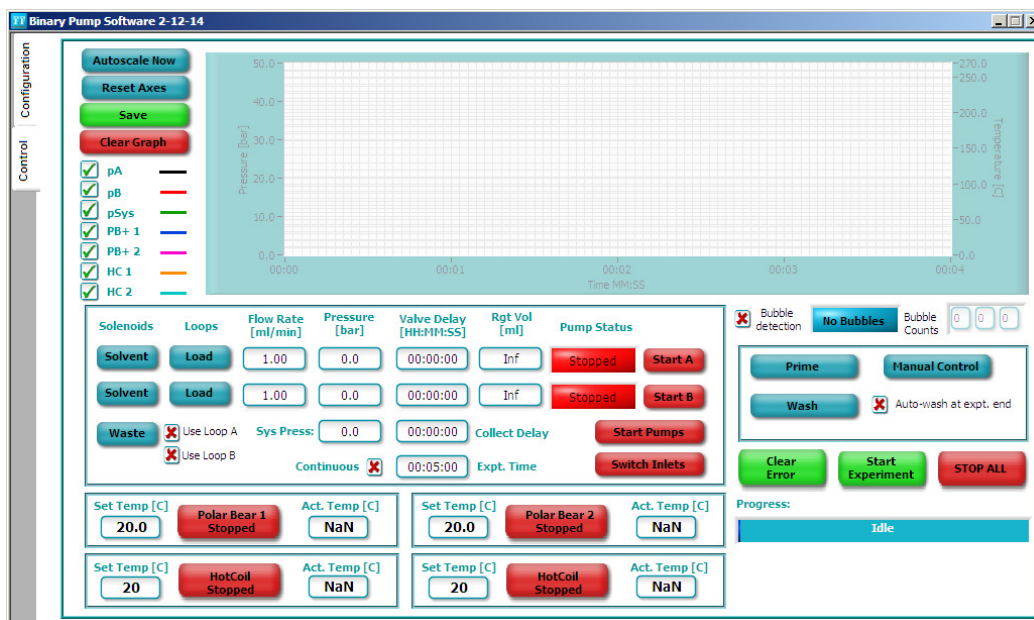 Binary Pump Software 2-12-14
Configuration
Control
Autoscale Now
Reset Axes
Save
Clear Graph
pA
pB
pSys
PB+ 1
PB+ 2
HC 1
HC 2
Pressure [bar]
50.0
40.0
30.0
20.0
10.0
0.0
270.0
250.0
200.0
150.0
100.0
50.0
0.0
Temperature [C]
00:00 00:01 00:02 00:03 00:04
Time MM:SS
Solenoids Loops Flow Rate [ml/min] Pressure [bar] Valve Delay [HH:MM:SS] Rgt Vol [ml] Pump Status
Solvent Load 1.00 0.0 00:00:00 Inf Stopped Start A
Solvent Load 1.00 0.0 00:00:00 Inf Stopped Start B
Waste Use Loop A Sys Press: 0.0 00:00:00 Collect Delay Start Pumps
Use Loop B
Continuous 00:05:00 Expt. Time Switch Inlets
Bubble detection No Bubbles Bubble Counts 0 0 0
Prime Manual Control
Wash Auto-wash at expt. end
Clear Error Start Experiment STOP ALL
Progress:
Idle
Set Temp [C] Polar Bear 1 Stopped Act. Temp [C]
20.0 NaN
Set Temp [C] Polar Bear 2 Stopped Act. Temp [C]
20.0 NaN
Set Temp [C] HotCoil Stopped Act. Temp [C]
20 NaN
Set Temp [C] HotCoil Stopped Act. Temp [C]
20 NaN